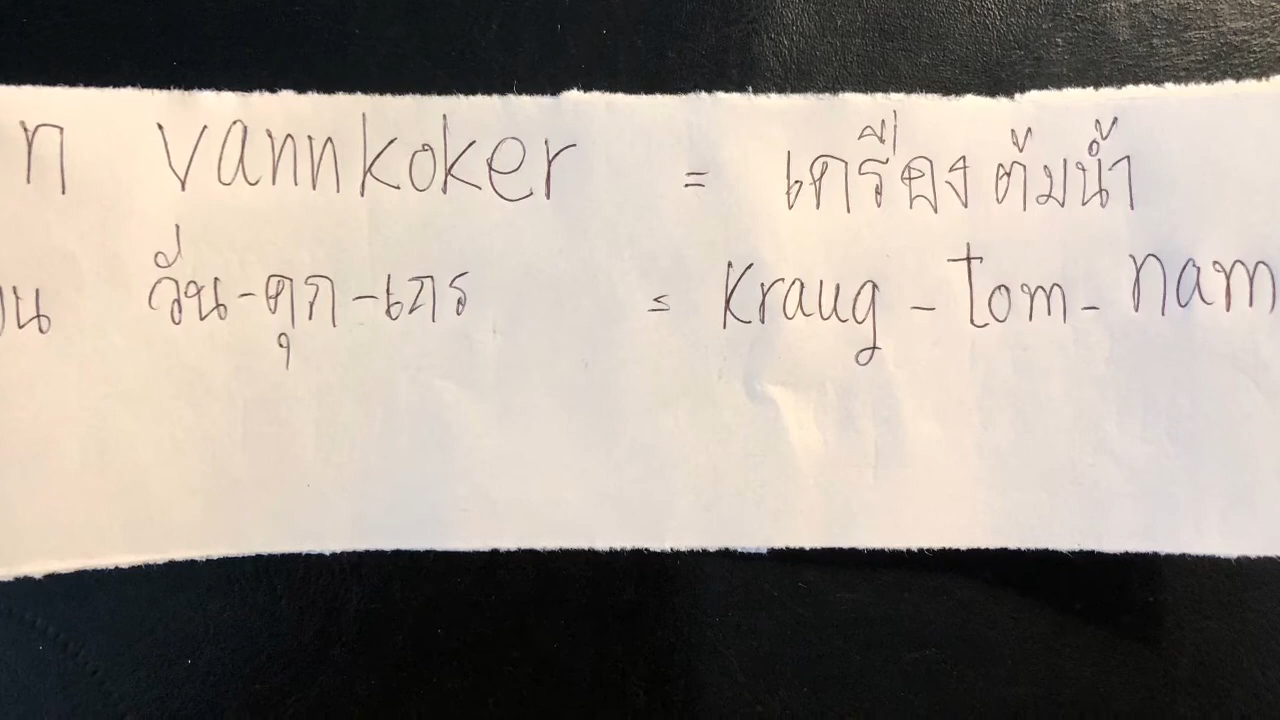 n vannkoker = เครื่องต้มน้ำ
วัน-คุก-เกร = Kraug - tom - nam